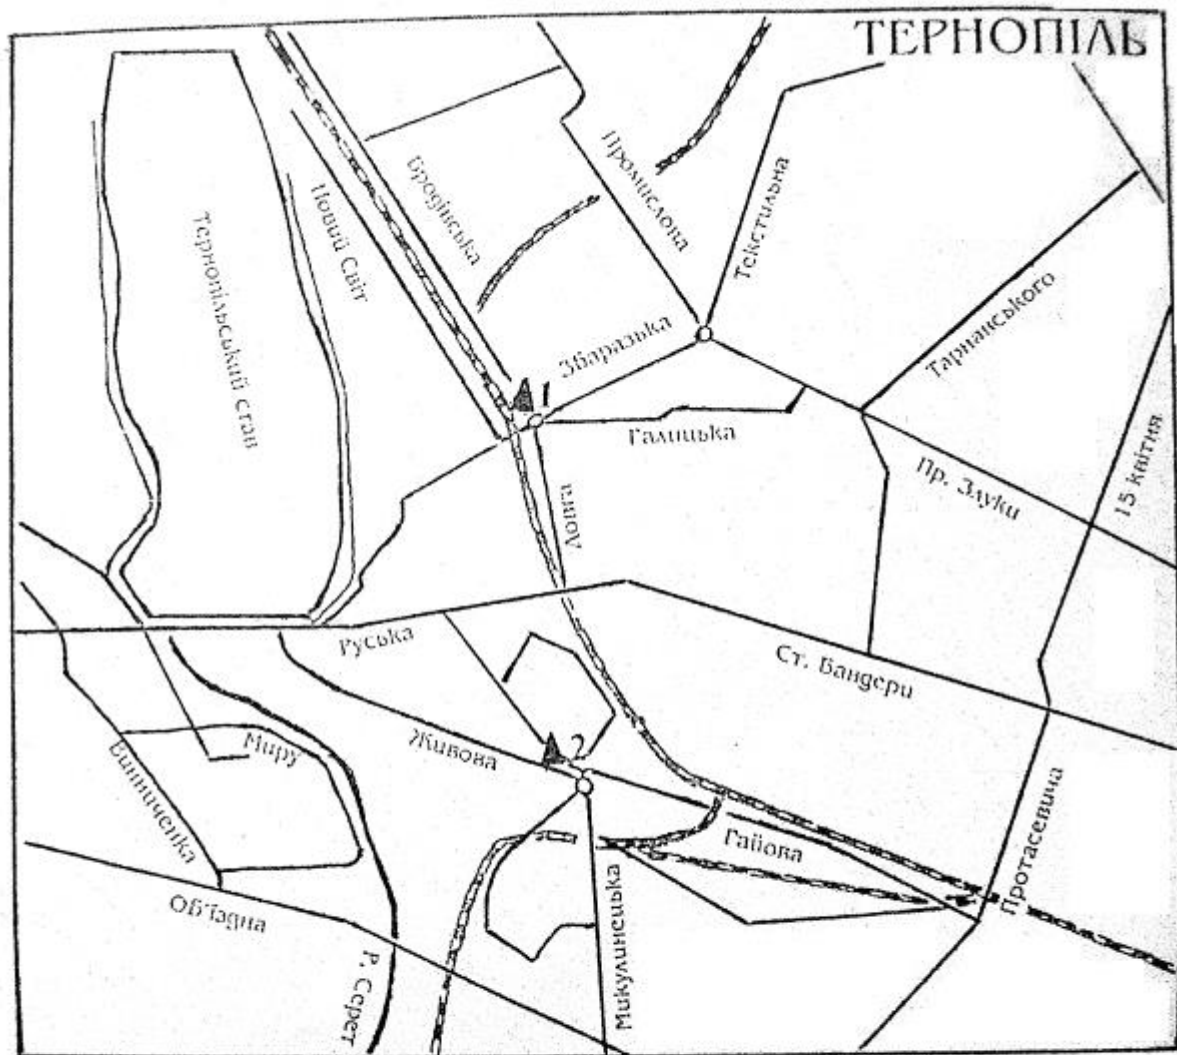 ТЕРНОПІЛЬ
Бродівська
Промислова
Текстильна
Новий Світ
Тернопільський став
Збаразька
Тарнавського
1
Галицька
15 квітня
Пр. Злуки
Руська
Ст. Бандери
Миру
Живова
2
Винниченка
Гайова
Протасевича
Об'їздна
Микулинецька
Р. Серет